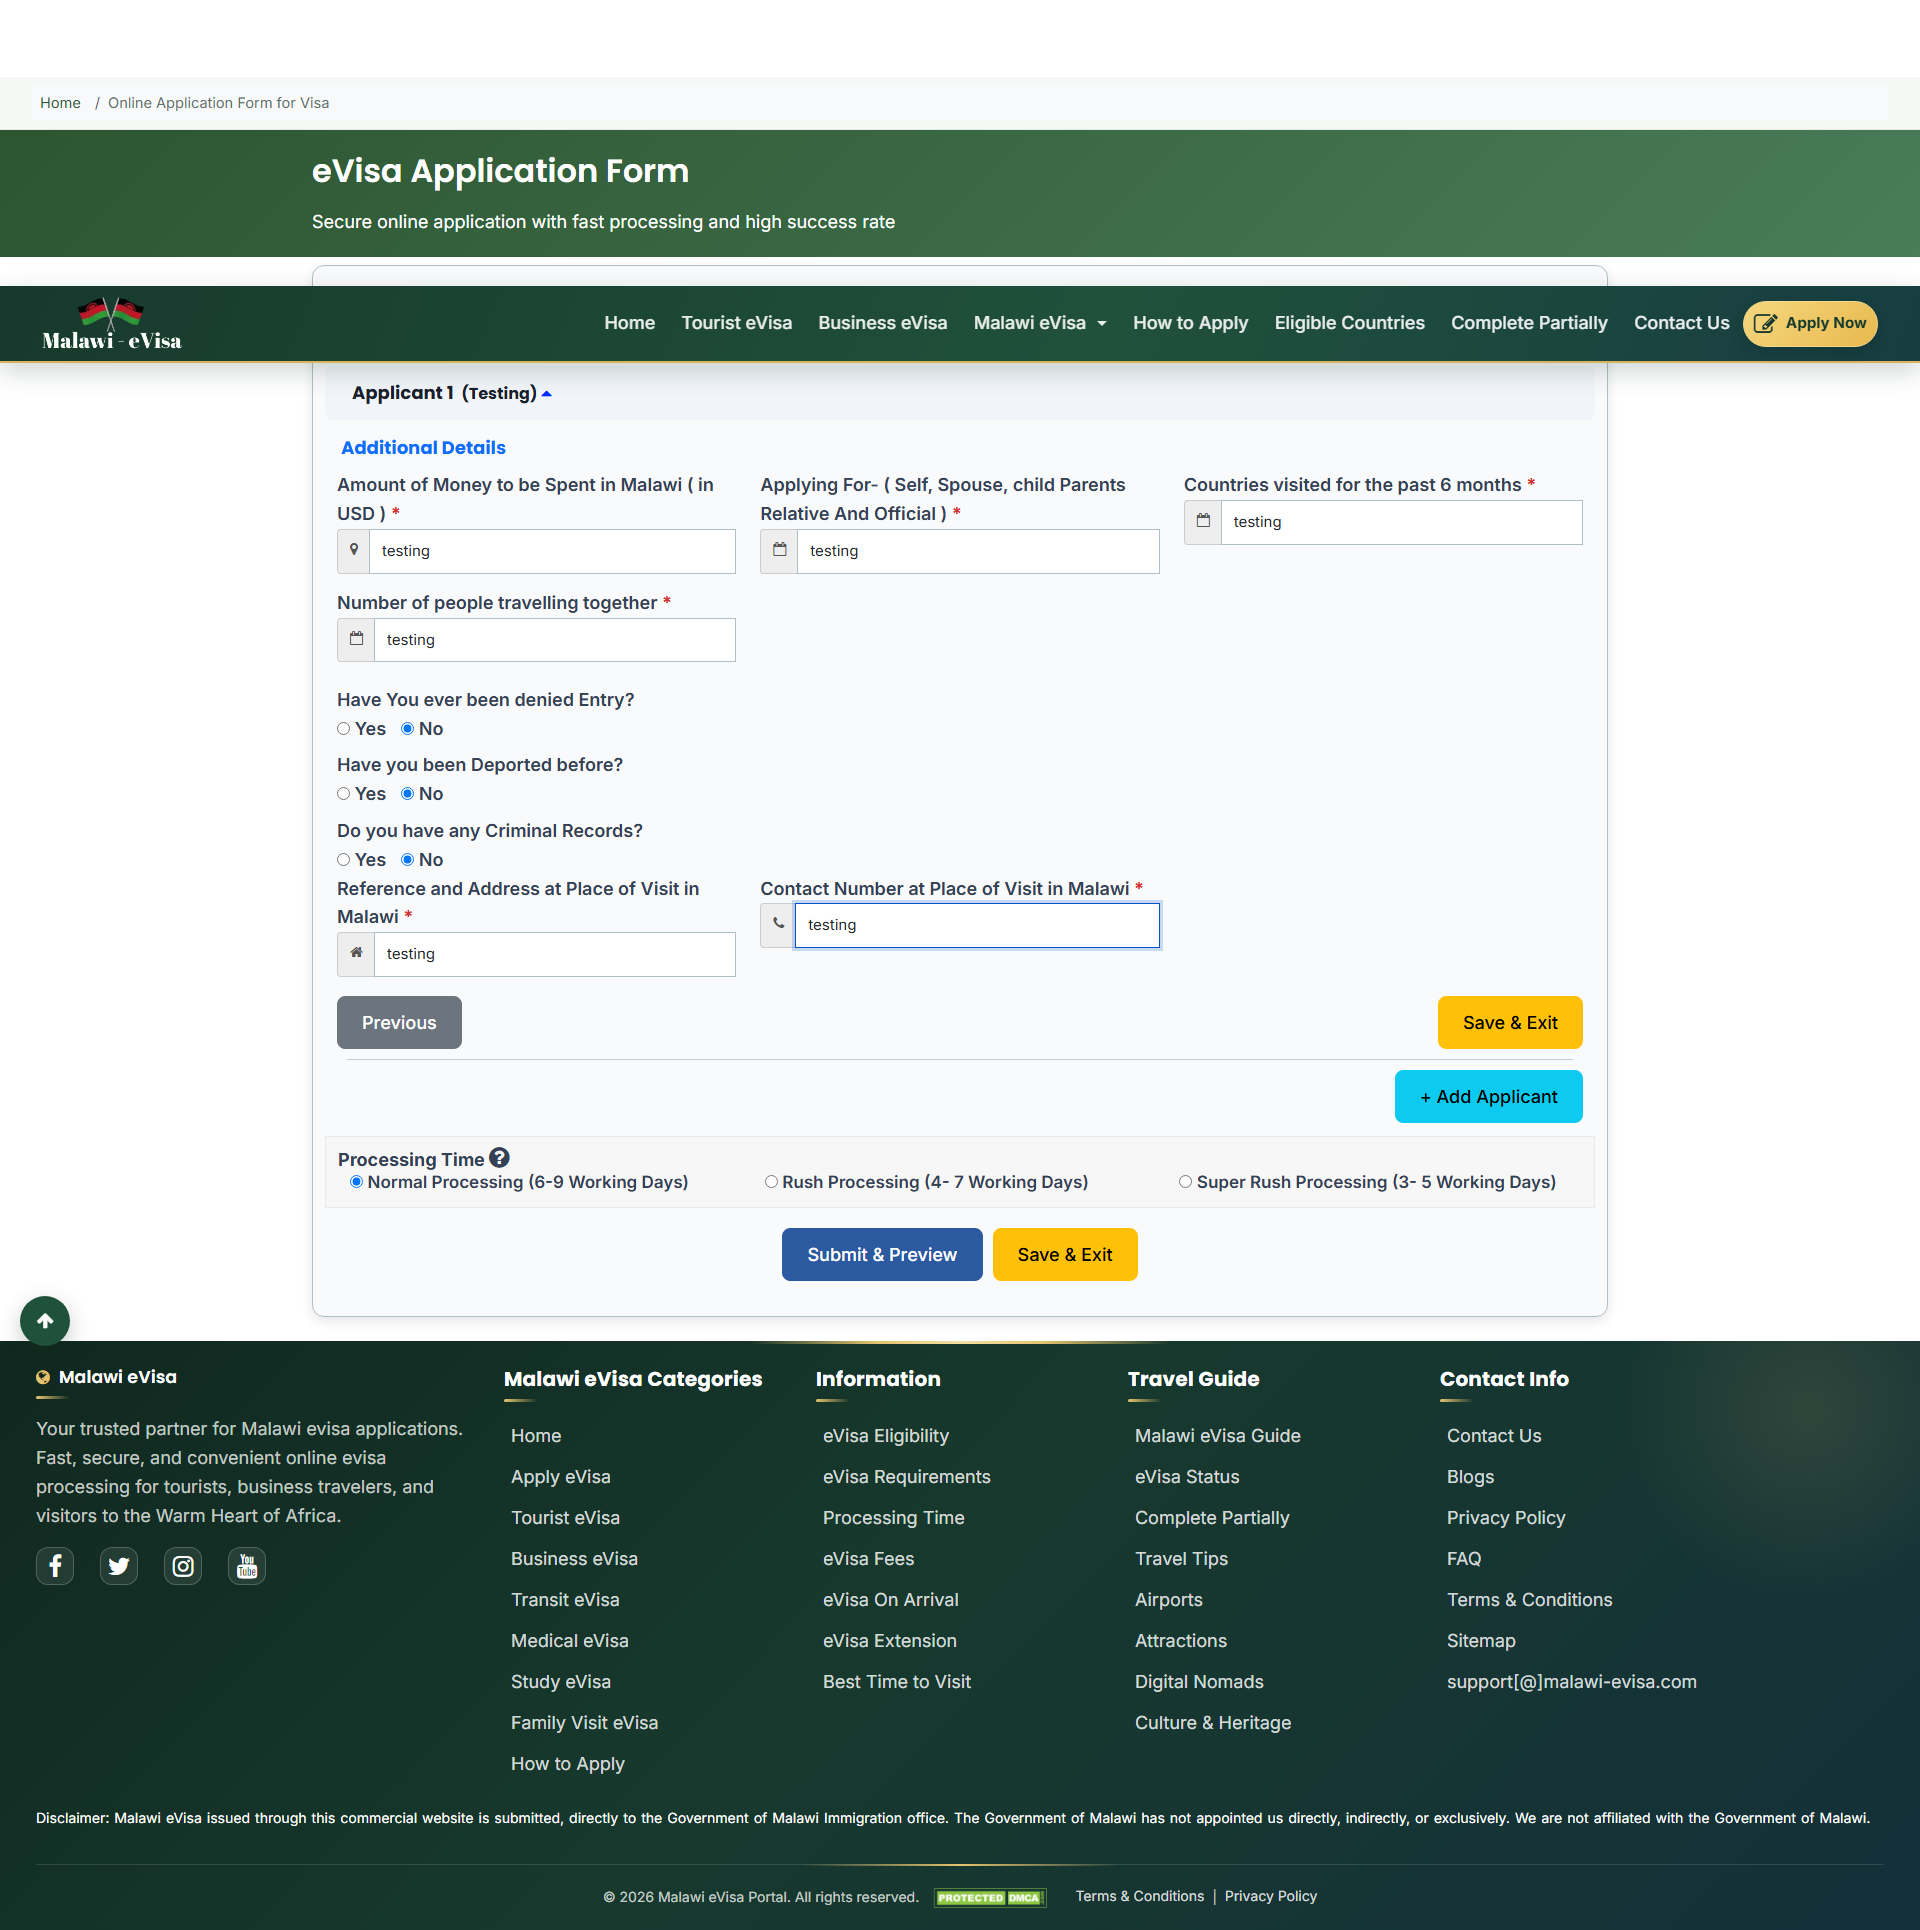 Home / Online Application Form for Visa
eVisa Application Form
Secure online application with fast processing and high success rate
Malawi - eVisa
Home
Tourist eVisa
Business eVisa
Malawi eVisa
How to Apply
Eligible Countries
Complete Partially
Contact Us
Apply Now
Applicant 1 (Testing)
Additional Details
Amount of Money to be Spent in Malawi ( in
USD ) *
testing
Applying For- ( Self, Spouse, child Parents
Relative And Official ) *
testing
Countries visited for the past 6 months *
testing
Number of people travelling together *
testing
Have You ever been denied Entry?
Yes No
Have you been Deported before?
Yes No
Do you have any Criminal Records?
Yes No
Reference and Address at Place of Visit in
Malawi *
testing
Contact Number at Place of Visit in Malawi *
testing
Previous
Save & Exit
+ Add Applicant
Processing Time ?
Normal Processing (6-9 Working Days)
Rush Processing (4- 7 Working Days)
Super Rush Processing (3- 5 Working Days)
Submit & Preview
Save & Exit
Malawi eVisa
Your trusted partner for Malawi evisa applications.
Fast, secure, and convenient online evisa
processing for tourists, business travelers, and
visitors to the Warm Heart of Africa.
You
Tube
Malawi eVisa Categories
Home
Apply eVisa
Tourist eVisa
Business eVisa
Transit eVisa
Medical eVisa
Study eVisa
Family Visit eVisa
How to Apply
Information
eVisa Eligibility
eVisa Requirements
Processing Time
eVisa Fees
eVisa On Arrival
eVisa Extension
Best Time to Visit
Travel Guide
Malawi eVisa Guide
eVisa Status
Complete Partially
Travel Tips
Airports
Attractions
Digital Nomads
Culture & Heritage
Contact Info
Contact Us
Blogs
Privacy Policy
FAQ
Terms & Conditions
Sitemap
support[@]malawi-evisa.com
Disclaimer: Malawi eVisa issued through this commercial website is submitted, directly to the Government of Malawi Immigration office. The Government of Malawi has not appointed us directly, indirectly, or exclusively. We are not affiliated with the Government of Malawi.
© 2026 Malawi eVisa Portal. All rights reserved.
PROTECTED DMCA
Terms & Conditions | Privacy Policy